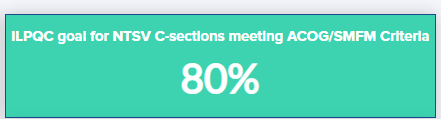 ILPQC goal for NTSV C-sections meeting ACOG/SMFM Criteria
80%